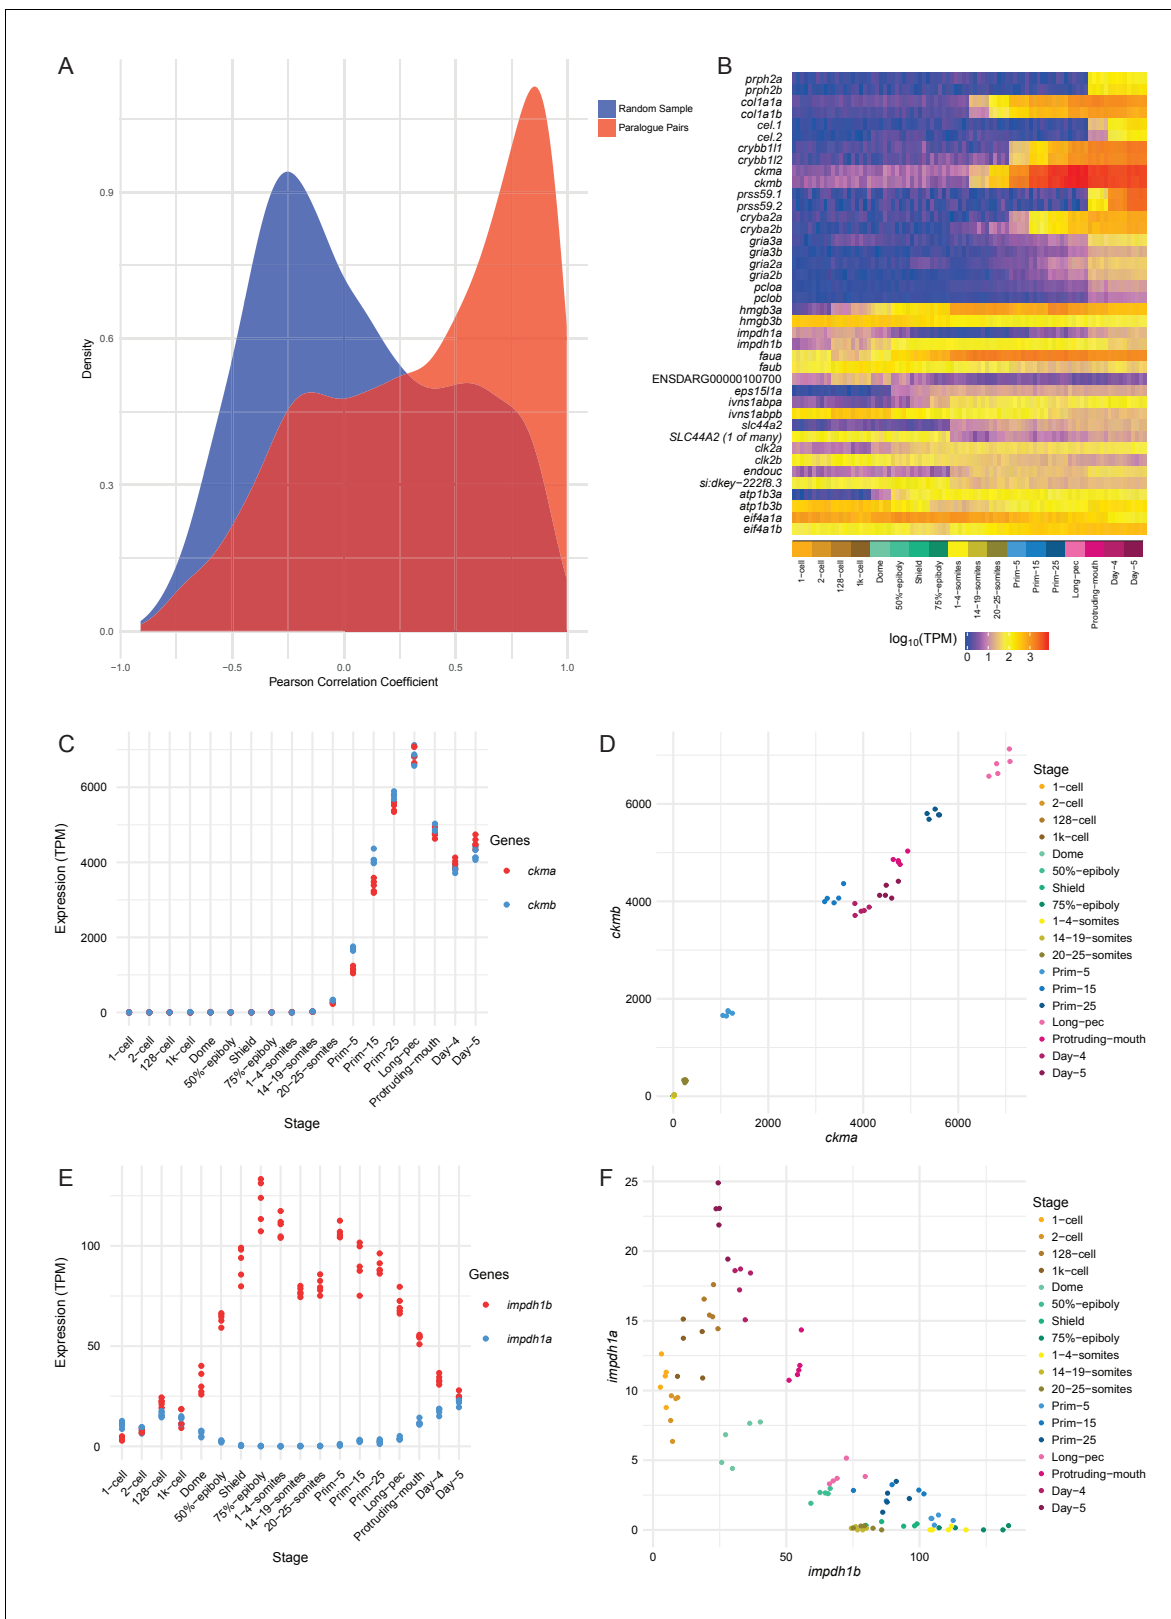 A
0.9
0.6
0.3
0.0
Density
−1.0
−0.5
0.0
0.5
1.0
Pearson Correlation Coefficient
Random Sample
Paralogue Pairs
B
prph2a
prph2b
col1a1a
col1a1b
cel.1
cel.2
crybb1l1
crybb1l2
ckma
ckmb
prss59.1
prss59.2
cryba2a
cryba2b
gria3a
gria3b
gria2a
gria2b
pcloa
pclob
hmgb3a
hmgb3b
impdh1a
impdh1b
faua
faub
ENSDARG00000100700
eps15l1a
ivns1abpa
ivns1abpb
slc44a2
SLC44A2 (1 of many)
clk2a
clk2b
endouc
si:dkey−222f8.3
atp1b3a
atp1b3b
eif4a1a
eif4a1b
1−cell
2−cell
128−cell
1k−cell
Dome
50%−epiboly
Shield
75%−epiboly
1−4−somites
14−19−somites
20−25−somites
Prim−5
Prim−15
Prim−25
Long−pec
Protruding−mouth
Day−4
Day−5
log10(TPM)
0 1 2 3
C
6000
4000
2000
0
Expression (TPM)
1−cell
2−cell
128−cell
1k−cell
Dome
50%−epiboly
Shield
75%−epiboly
1−4−somites
14−19−somites
20−25−somites
Prim−5
Prim−15
Prim−25
Long−pec
Protruding−mouth
Day−4
Day−5
Stage
Genes
ckma
ckmb
D
6000
4000
2000
0
ckmb
0
2000
4000
6000
ckma
Stage
1−cell
2−cell
128−cell
1k−cell
Dome
50%−epiboly
Shield
75%−epiboly
1−4−somites
14−19−somites
20−25−somites
Prim−5
Prim−15
Prim−25
Long−pec
Protruding−mouth
Day−4
Day−5
E
100
50
0
Expression (TPM)
1−cell
2−cell
128−cell
1k−cell
Dome
50%−epiboly
Shield
75%−epiboly
1−4−somites
14−19−somites
20−25−somites
Prim−5
Prim−15
Prim−25
Long−pec
Protruding−mouth
Day−4
Day−5
Stage
Genes
impdh1b
impdh1a
F
25
20
15
10
5
0
impdh1a
0
50
100
impdh1b
Stage
1−cell
2−cell
128−cell
1k−cell
Dome
50%−epiboly
Shield
75%−epiboly
1−4−somites
14−19−somites
20−25−somites
Prim−5
Prim−15
Prim−25
Long−pec
Protruding−mouth
Day−4
Day−5